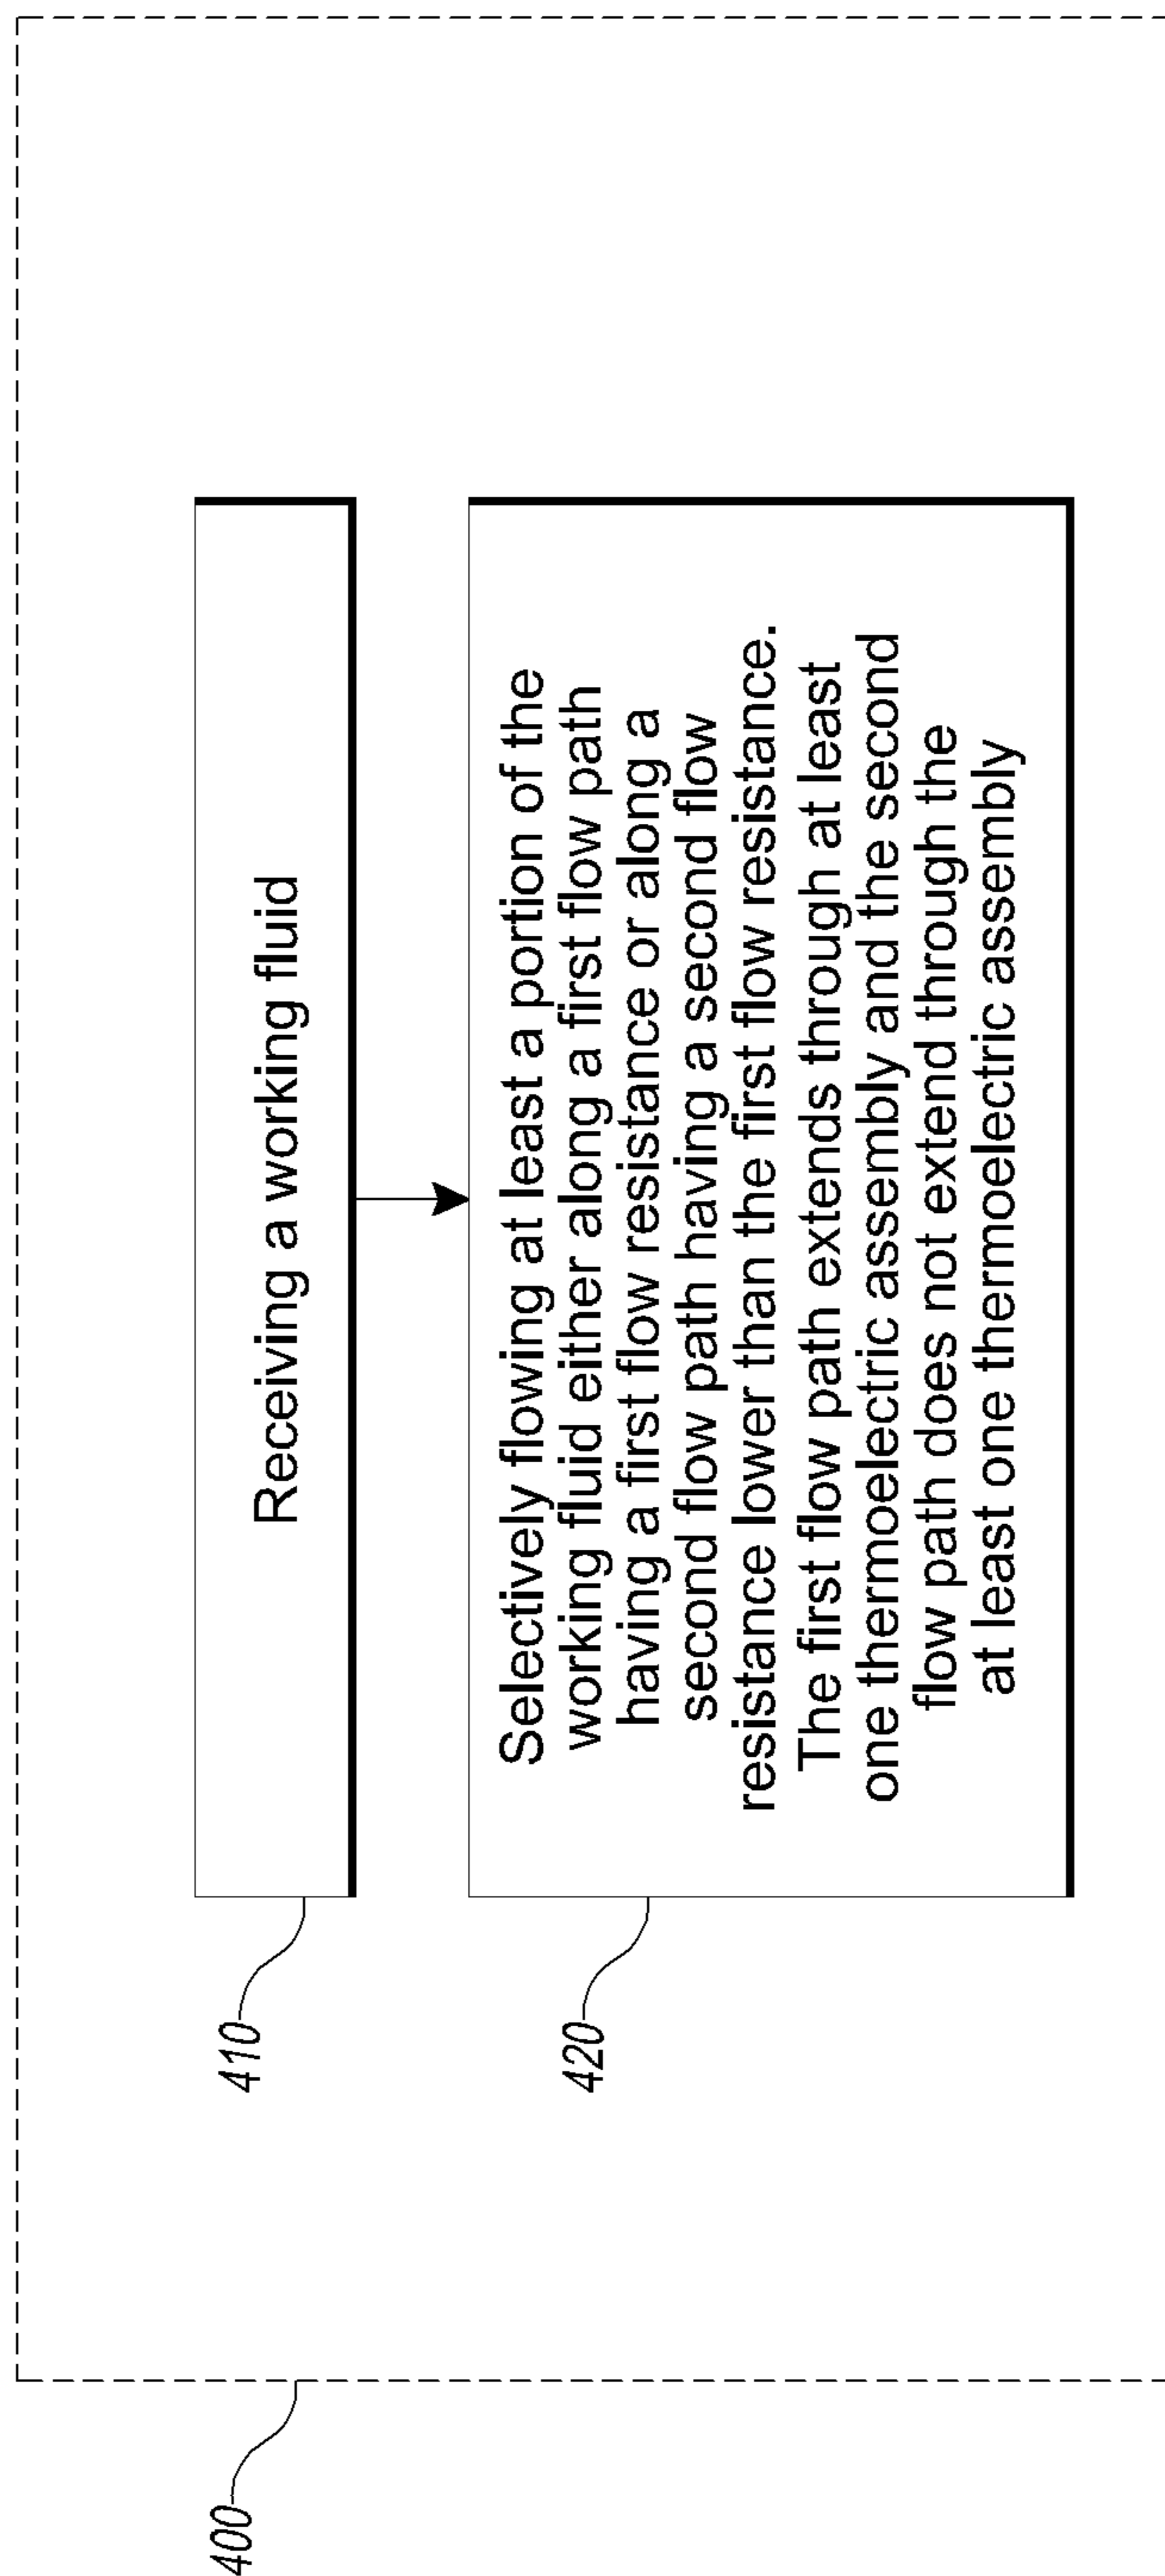 400
410
Receiving a working fluid
420
Selectively flowing at least a portion of the
working fluid either along a first flow path
having a first flow resistance or along a
second flow path having a second flow
resistance lower than the first flow resistance.
The first flow path extends through at least
one thermoelectric assembly and the second
flow path does not extend through the
at least one thermoelectric assembly